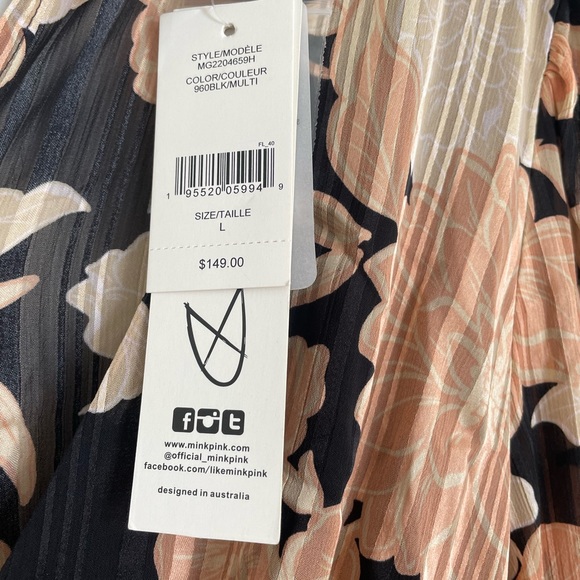 STYLE/MODÈLE
MG2204659H
COLOR/COULEUR
960BLK/MULTI
FL_40
1 95520 05994 9
SIZE/TAILLE
L
$149.00
www.minkpink.com
@official_minkpink
facebook.com/likeminkpink
designed in australia